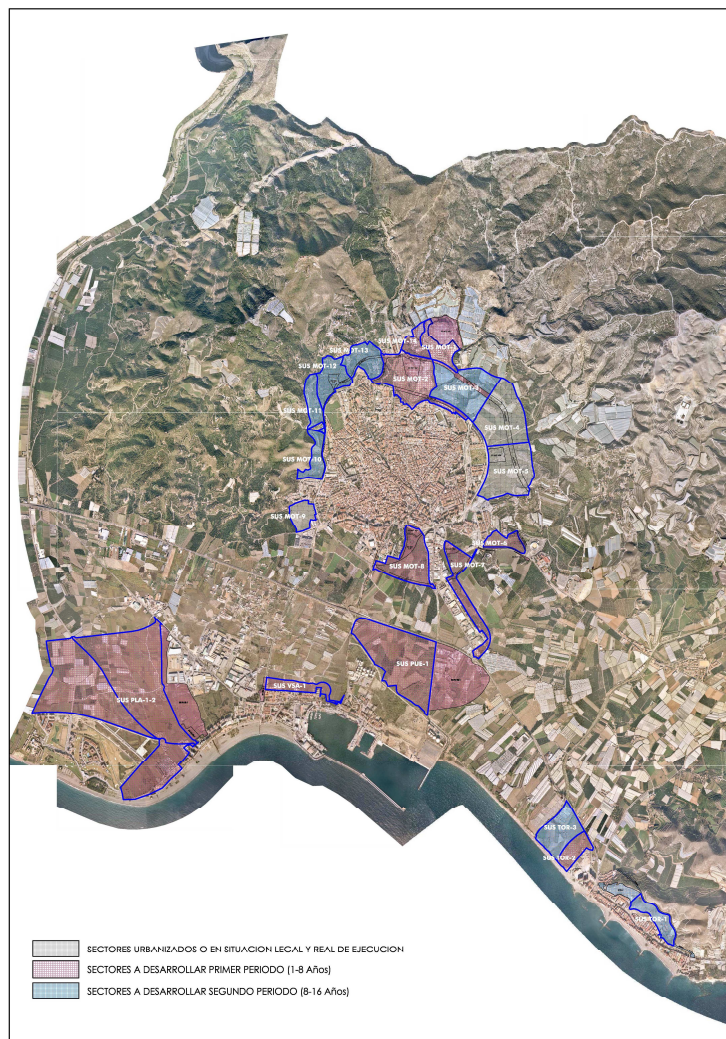 SUS MOT-1
SUS MOT-13
SUS MOT-12
SUS MOT-2
SUS MOT-3
SUS MOT-11
SUS MOT-4
SUS MOT-10
SUS MOT-5
SUS MOT-9
SUS MOT-6
SUS MOT-8
SUS MOT-7
SUS PUE-1
SUS VSA-1
SUS PLA-1-2
SUS TOR-3
SUS TOR-2
SUS TOR-1
SECTORES URBANIZADOS O EN SITUACION LEGAL Y REAL DE EJECUCION
SECTORES A DESARROLLAR PRIMER PERIODO (1-8 Años)
SECTORES A DESARROLLAR SEGUNDO PERIODO (8-16 Años)